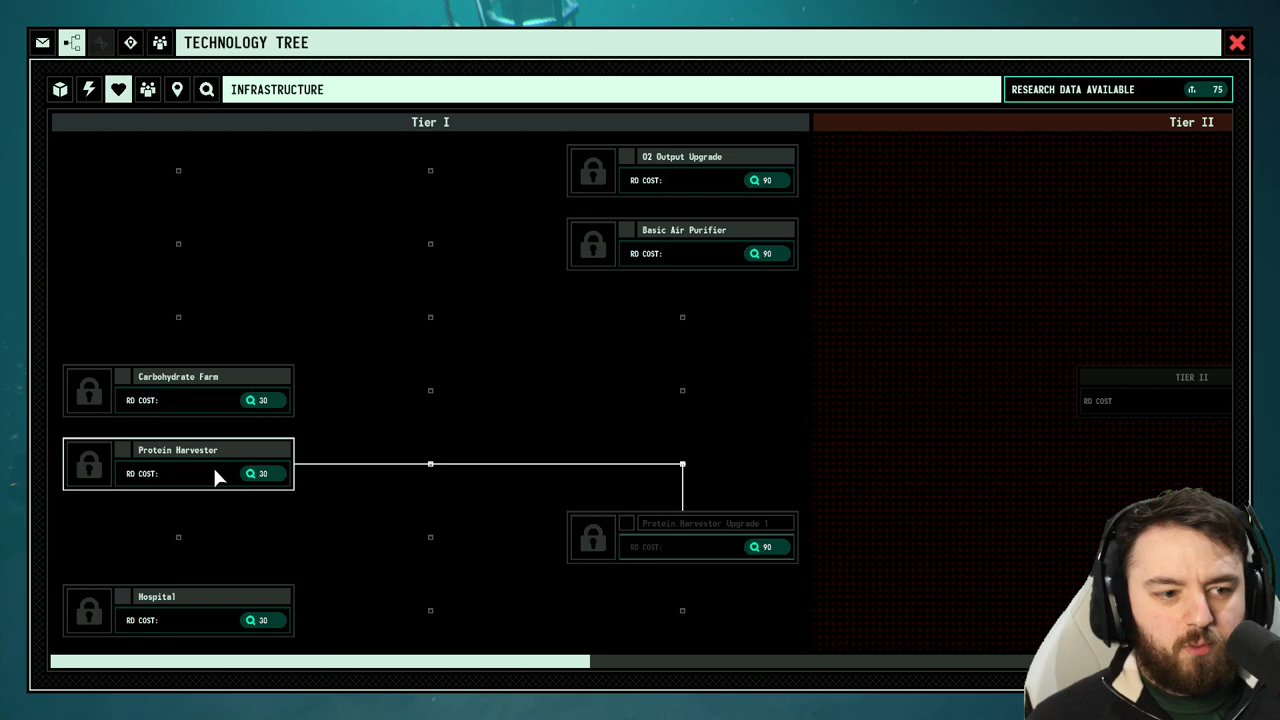 TECHNOLOGY TREE
INFRASTRUCTURE
RESEARCH DATA AVAILABLE 75
Tier I
Tier II
O2 Output Upgrade
RD COST: 90
Basic Air Purifier
RD COST: 90
Carbohydrate Farm
RD COST: 30
TIER II
RD COST
Protein Harvester
RD COST: 30
Protein Harvester Upgrade 1
RD COST: 90
Hospital
RD COST: 30